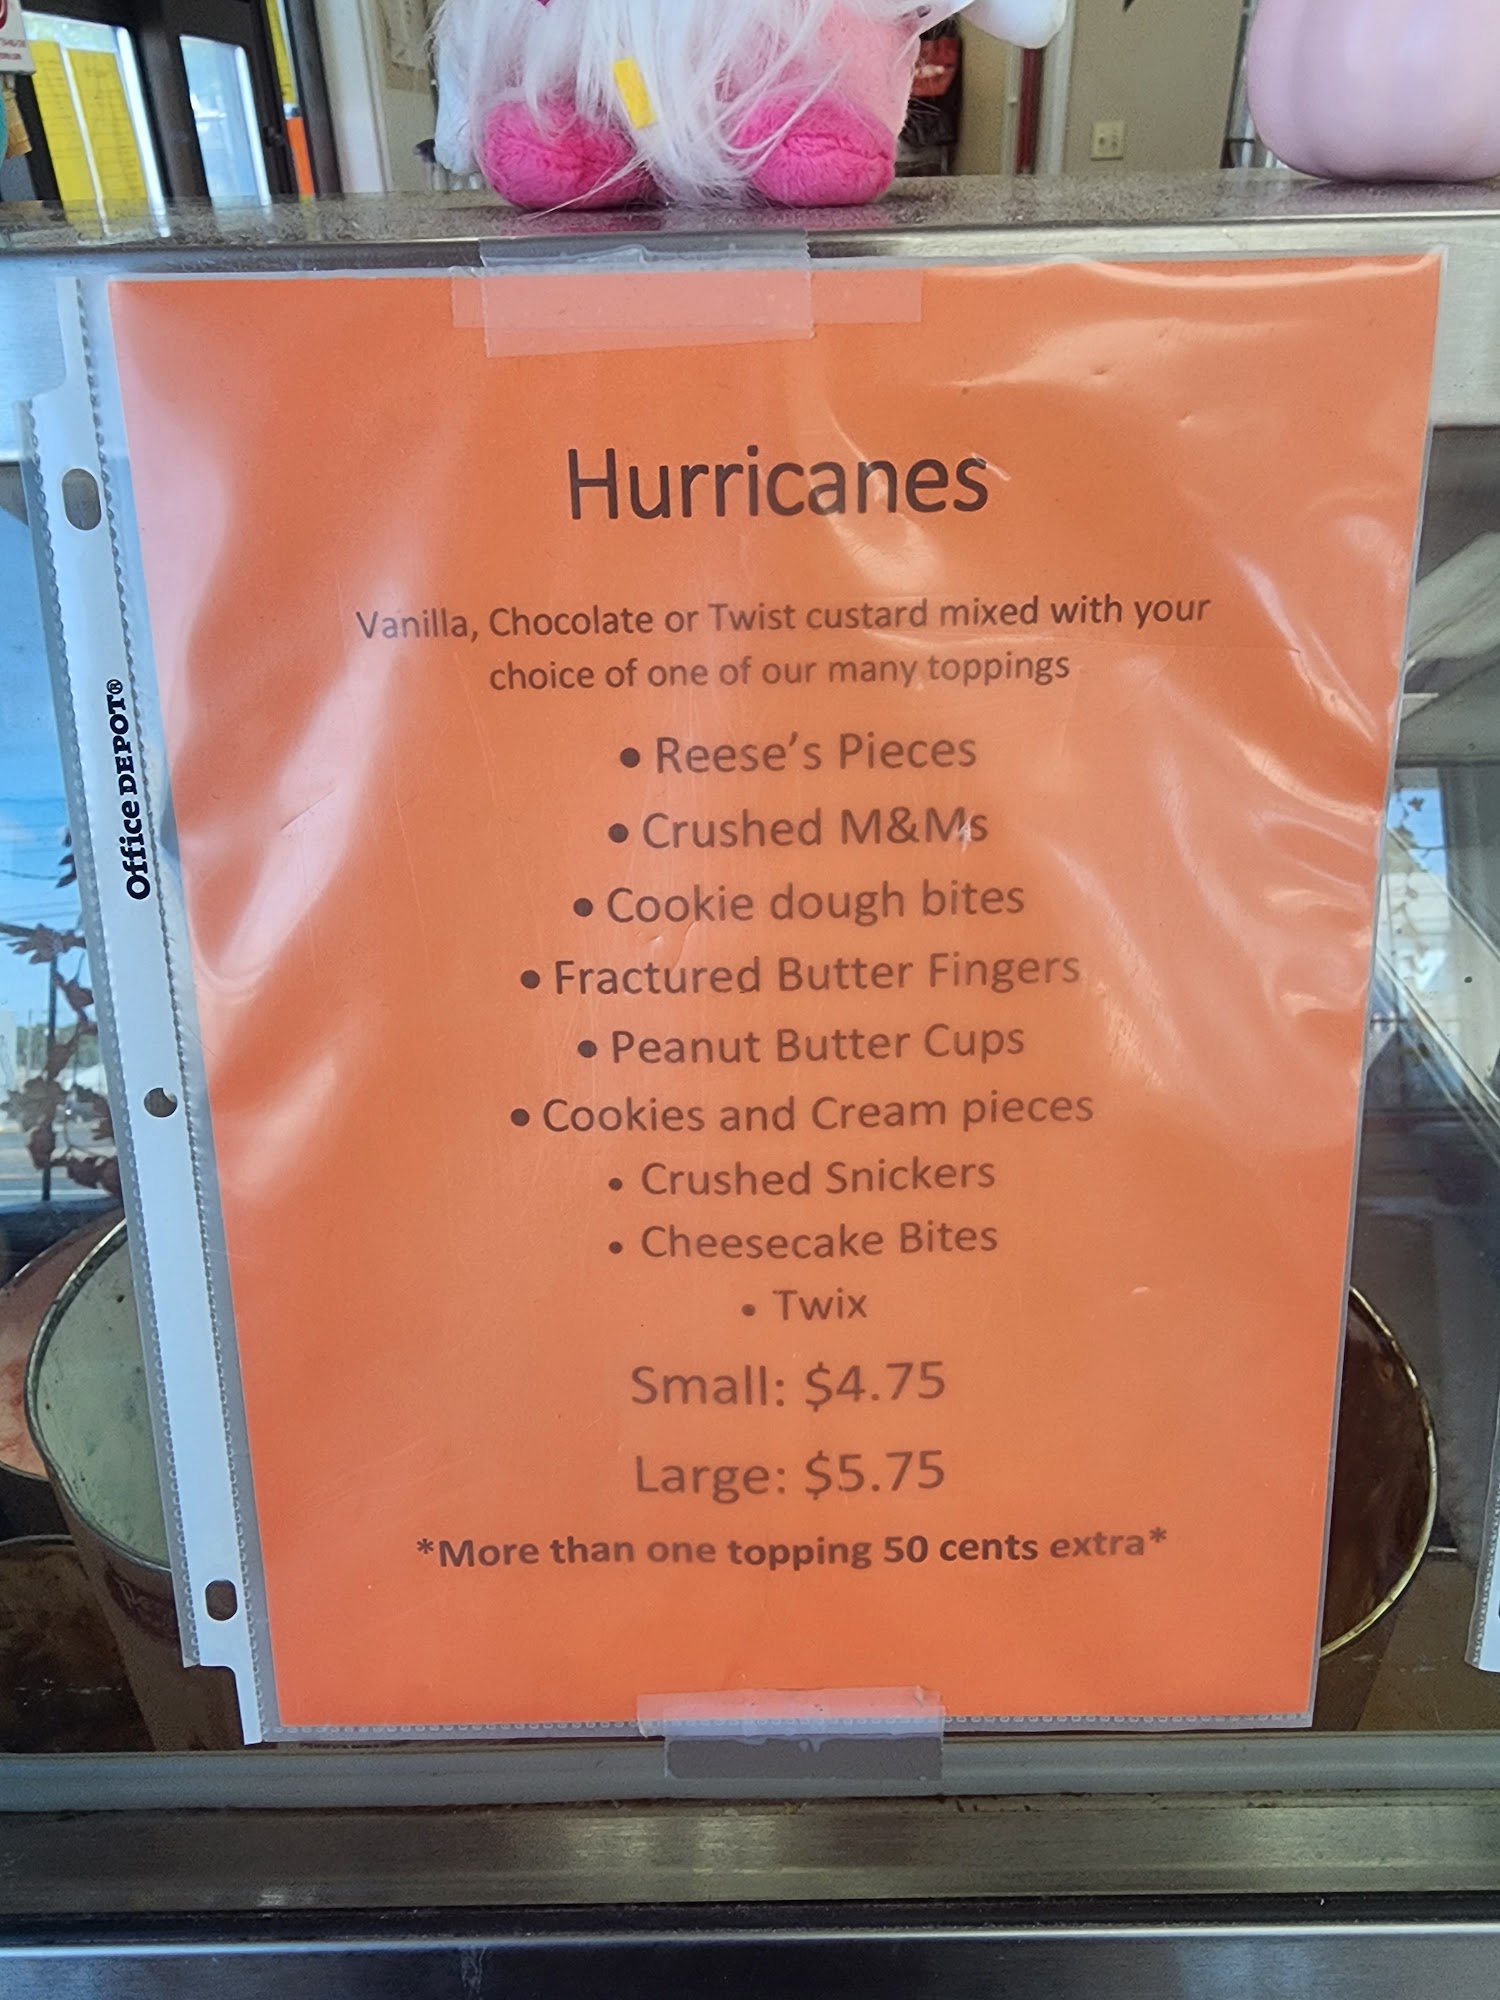 Hurricanes
Vanilla, Chocolate or Twist custard mixed with your
choice of one of our many toppings
• Reese's Pieces
• Crushed M&Ms
• Cookie dough bites
• Fractured Butter Fingers
• Peanut Butter Cups
• Cookies and Cream pieces
• Crushed Snickers
• Cheesecake Bites
• Twix
Small: $4.75
Large: $5.75
*More than one topping 50 cents extra*
Office DEPOT®